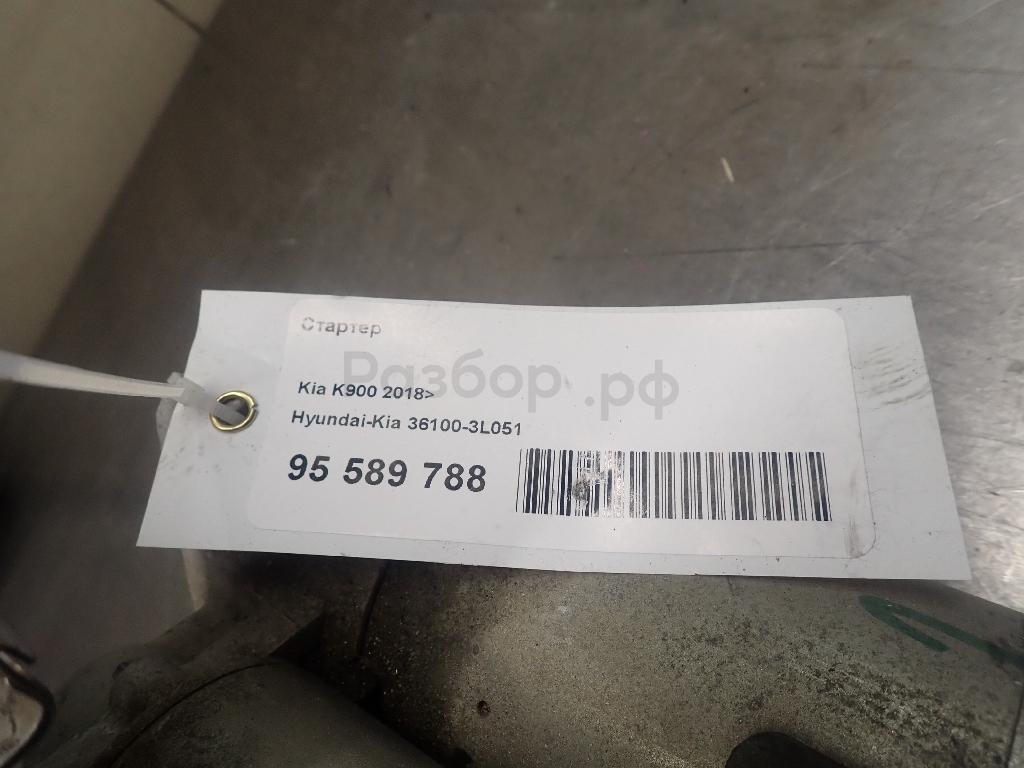 Стартер
Разбор.рф
Kia K900 2018>
Hyundai-Kia 36100-3L051
95 589 788